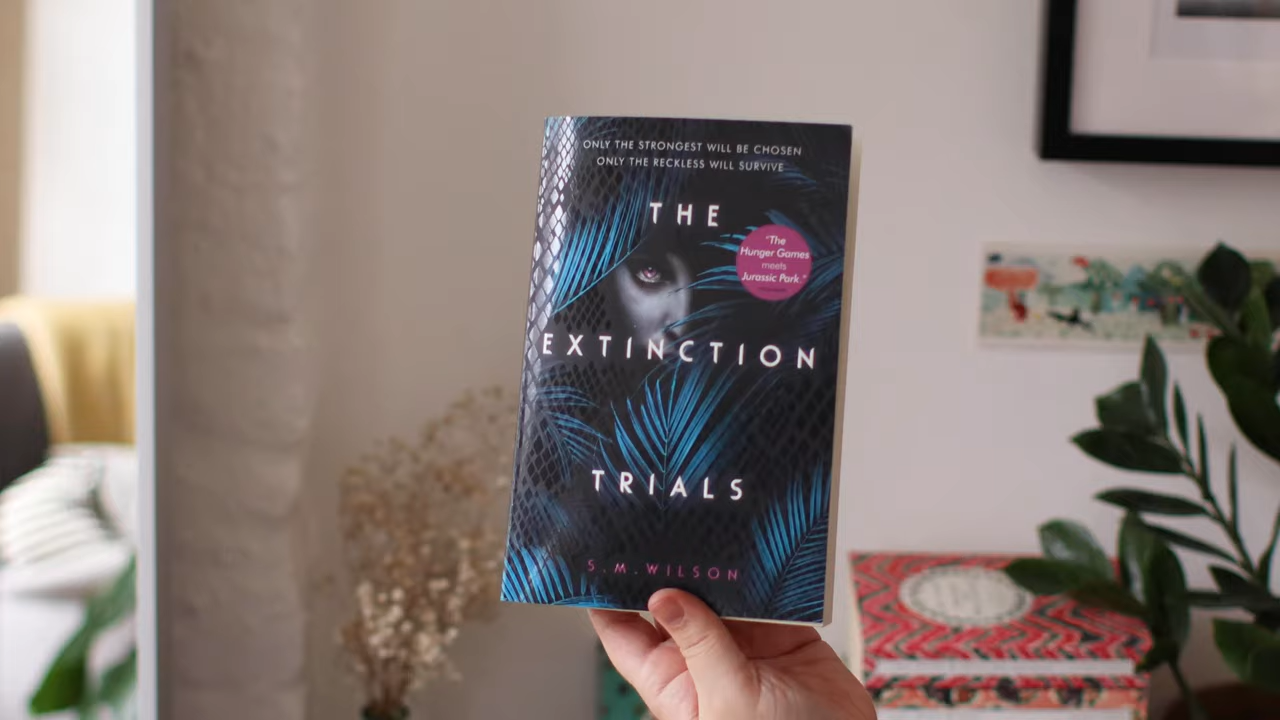 ONLY THE STRONGEST WILL BE CHOSEN
ONLY THE RECKLESS WILL SURVIVE
THE
"The
Hunger Games
meets
Jurassic Park."
EXTINCTION
TRIALS
S.M.WILSON